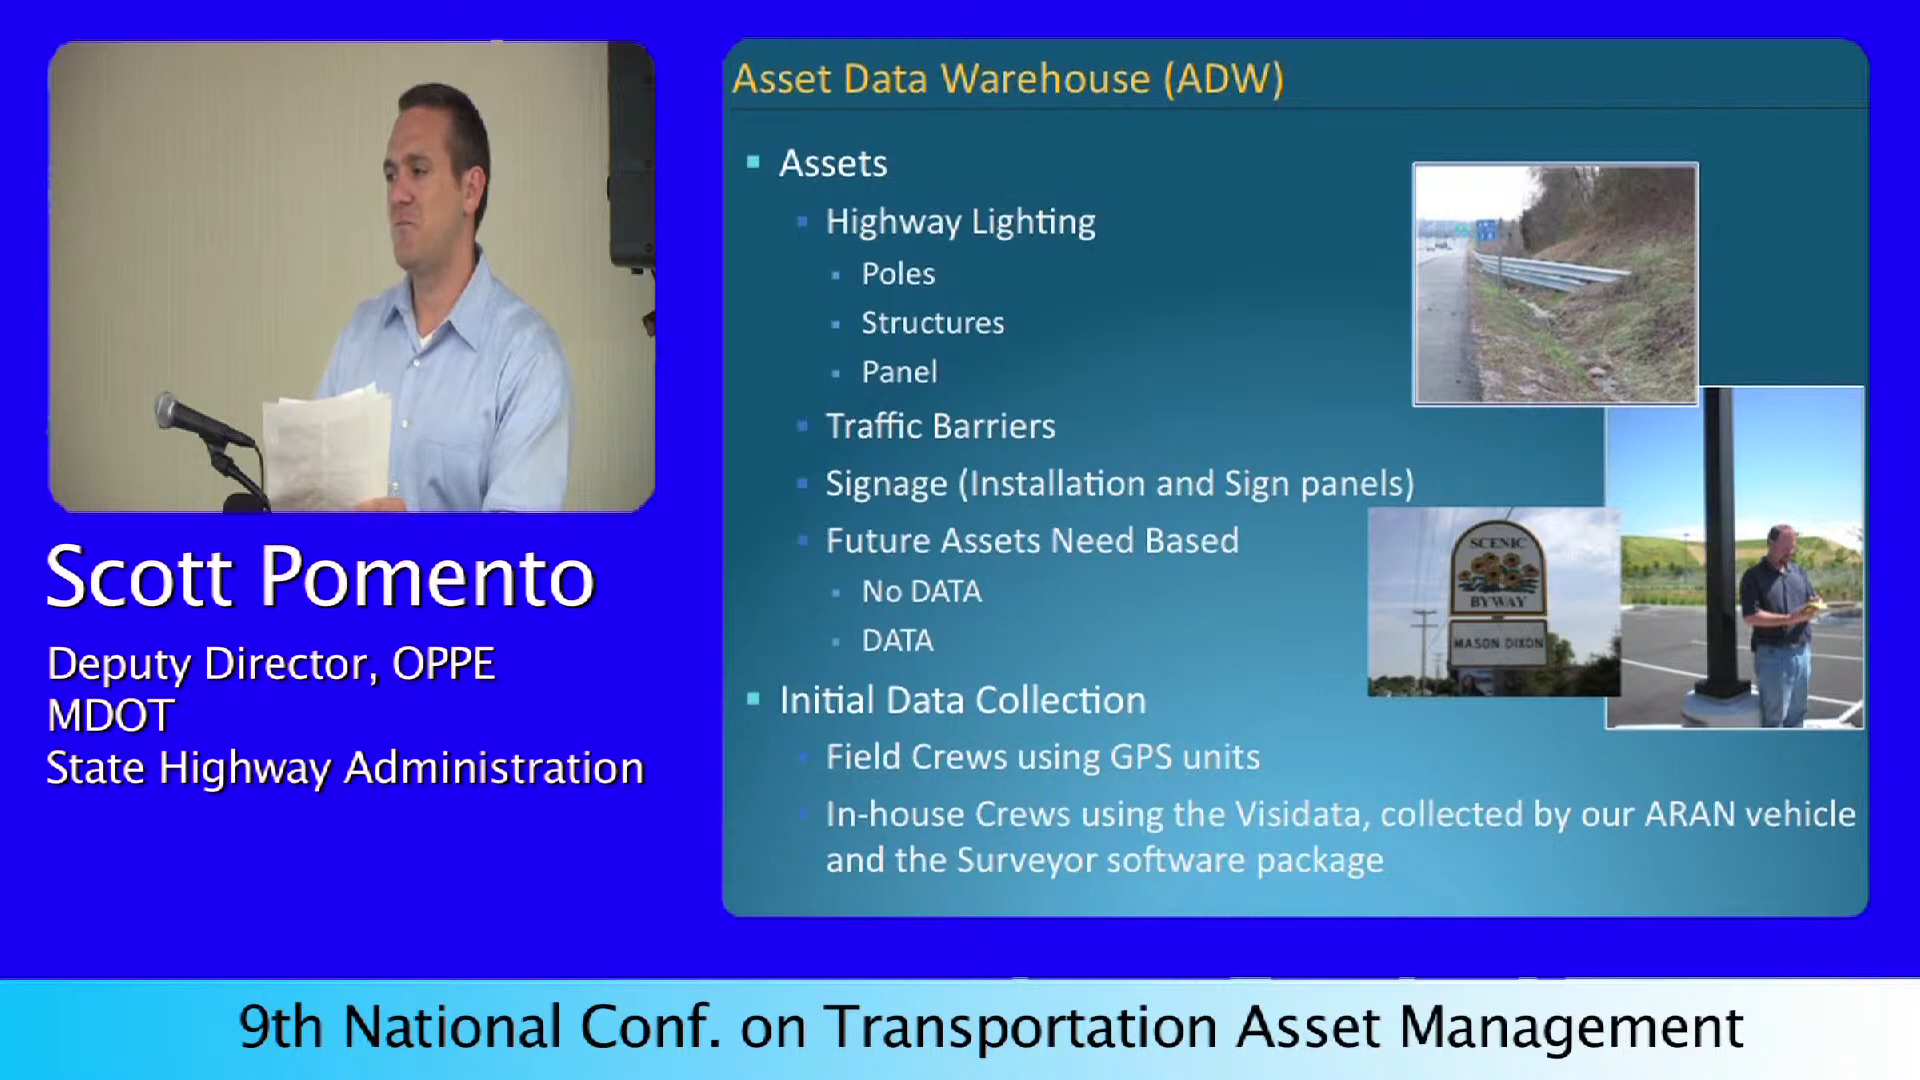 Asset Data Warehouse (ADW)
Assets
Highway Lighting
Poles
Structures
Panel
Traffic Barriers
Signage (Installation and Sign panels)
Future Assets Need Based
No DATA
DATA
Initial Data Collection
Field Crews using GPS units
In-house Crews using the Visidata, collected by our ARAN vehicle
and the Surveyor software package
SCENIC
BYWAY
MASON DIXON
Scott Pomento
Deputy Director, OPPE
MDOT
State Highway Administration
9th National Conf. on Transportation Asset Management